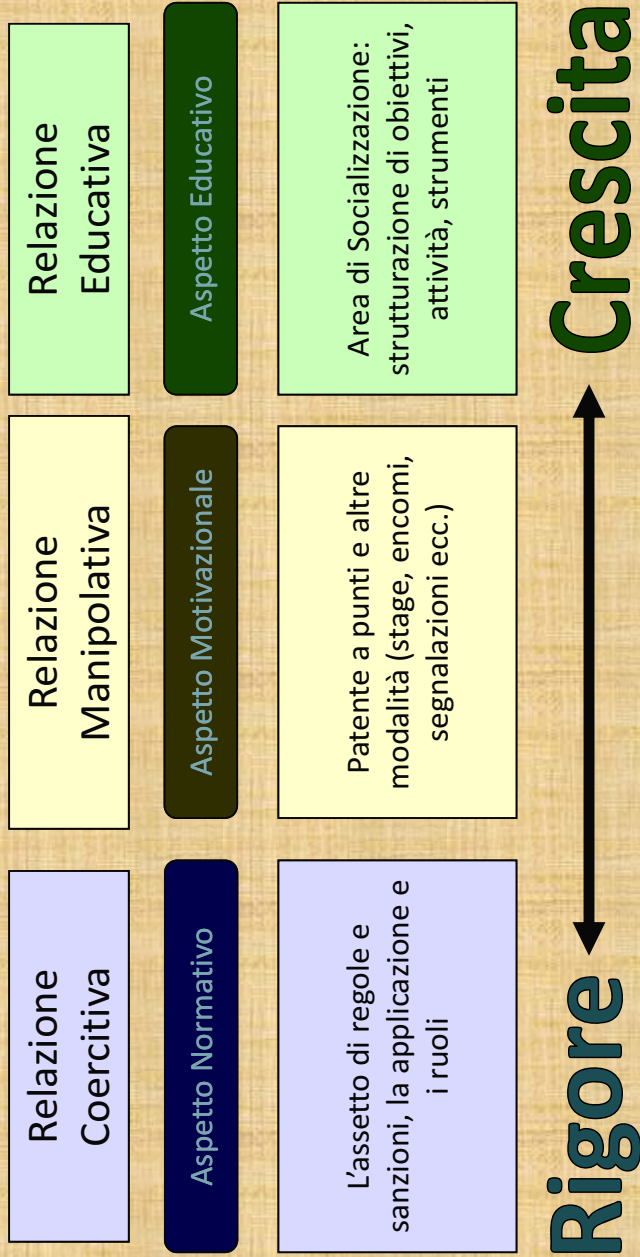 Relazione
Coercitiva
Aspetto Normativo
L'assetto di regole e
sanzioni, la applicazione e
i ruoli
Relazione
Manipolativa
Aspetto Motivazionale
Patente a punti e altre
modalità (stage, encomi,
segnalazioni ecc.)
Relazione
Educativa
Aspetto Educativo
Area di Socializzazione:
strutturazione di obiettivi,
attività, strumenti
Rigore
Crescita